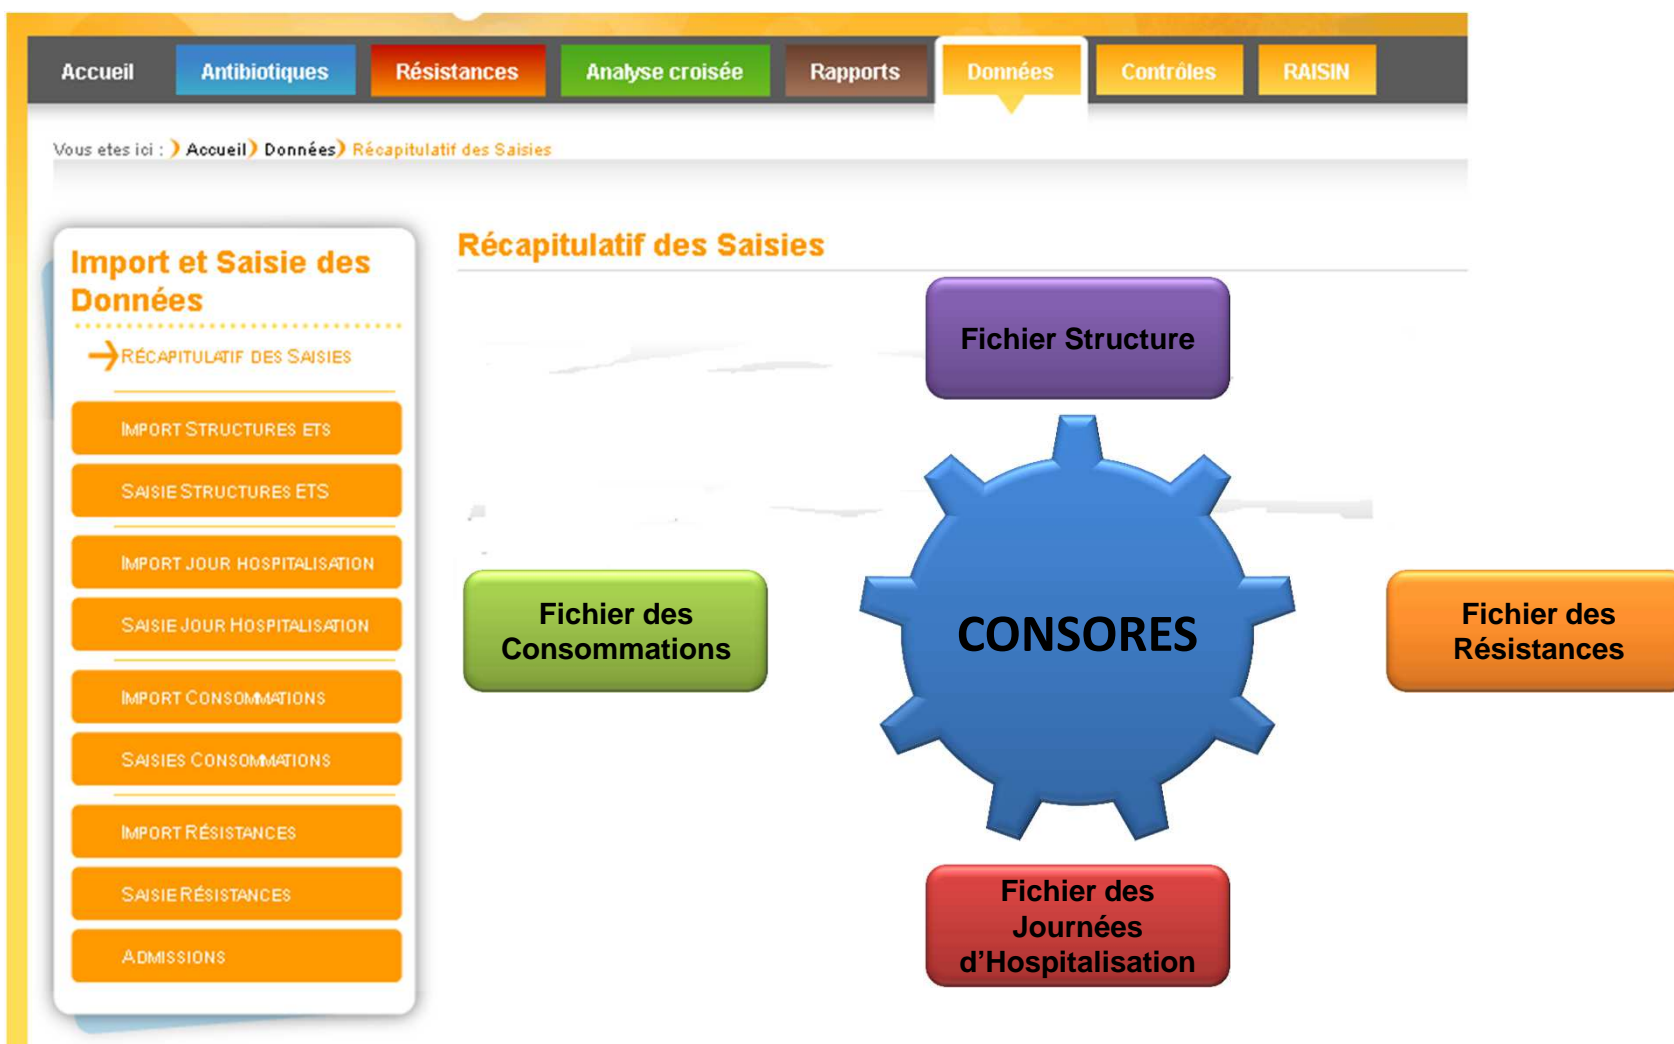 Accueil Antibiotiques Résistances Analyse croisée Rapports Données Contrôles RAISIN
Vous etes ici : Accueil Données Récapitulatif des Saisies
Import et Saisie des
Données
RÉCAPITULATIF DES SAISIES
IMPORT STRUCTURES ETS
SAISIE STRUCTURES ETS
IMPORT JOUR HOSPITALISATION
SAISIE JOUR HOSPITALISATION
IMPORT CONSOMMATIONS
SAISIES CONSOMMATIONS
IMPORT RÉSISTANCES
SAISIE RÉSISTANCES
ADMISSIONS
Récapitulatif des Saisies
Fichier Structure
Fichier des
Consommations
CONSORES
Fichier des
Résistances
Fichier des
Journées
d’Hospitalisation